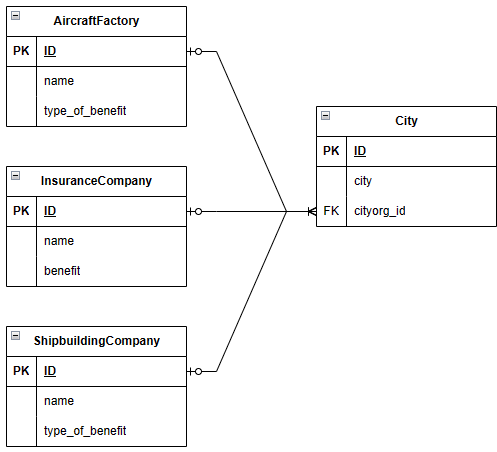 AircraftFactory
PK ID
name
type_of_benefit
InsuranceCompany
PK ID
name
benefit
ShipbuildingCompany
PK ID
name
type_of_benefit
City
PK ID
city
FK cityorg_id